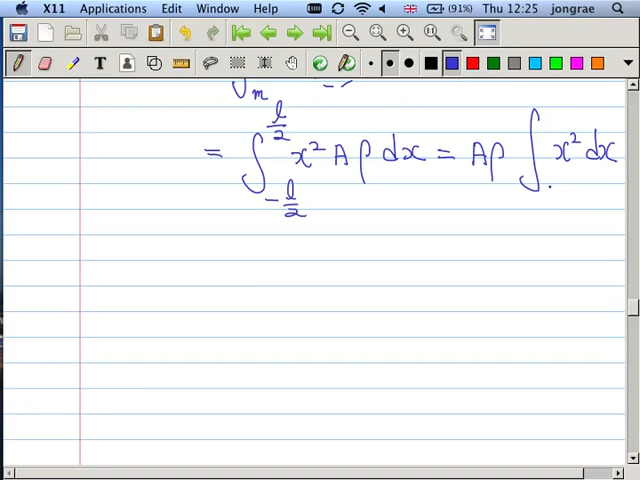 X11 Applications Edit Window Help (91%) Thu 12:25 jongrae
∫m
= ∫_{-l/2}^{l/2} x² A ρ dx = Aρ ∫ x² dx